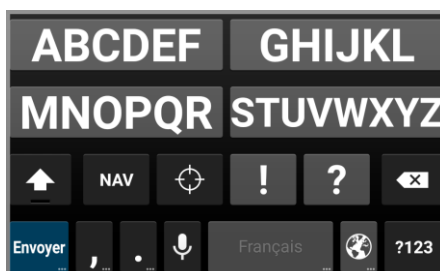 ABCDEF GHIJKL
MNOPQR STUVWXYZ
NAV ! ?
Envoyer , . Français ?123